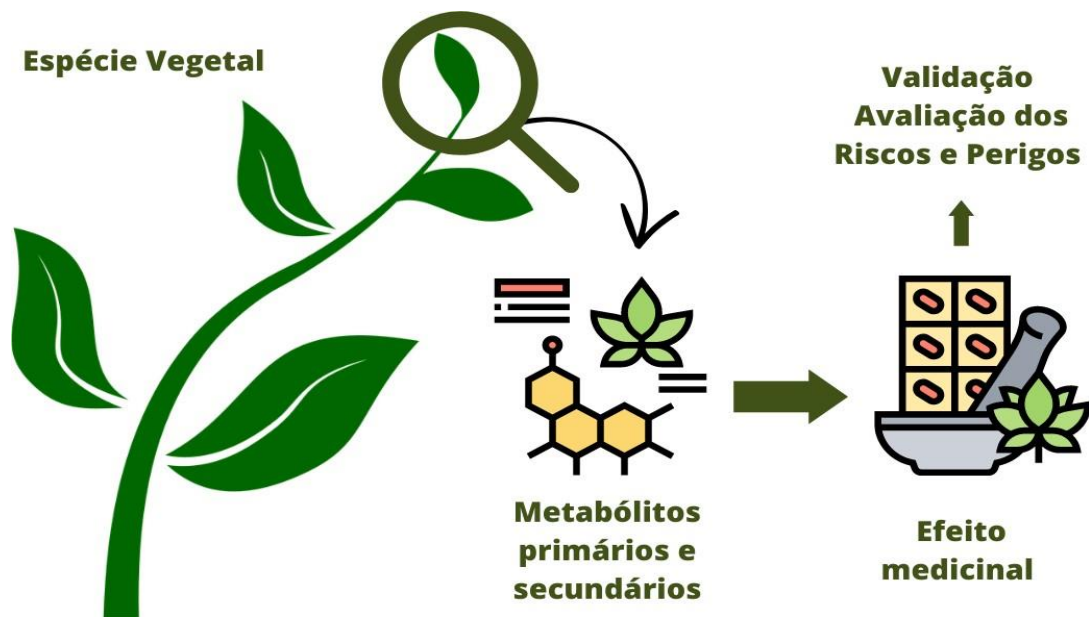 Espécie Vegetal
Validação
Avaliação dos
Riscos e Perigos
Metabólitos
primários e
secundários
Efeito
medicinal